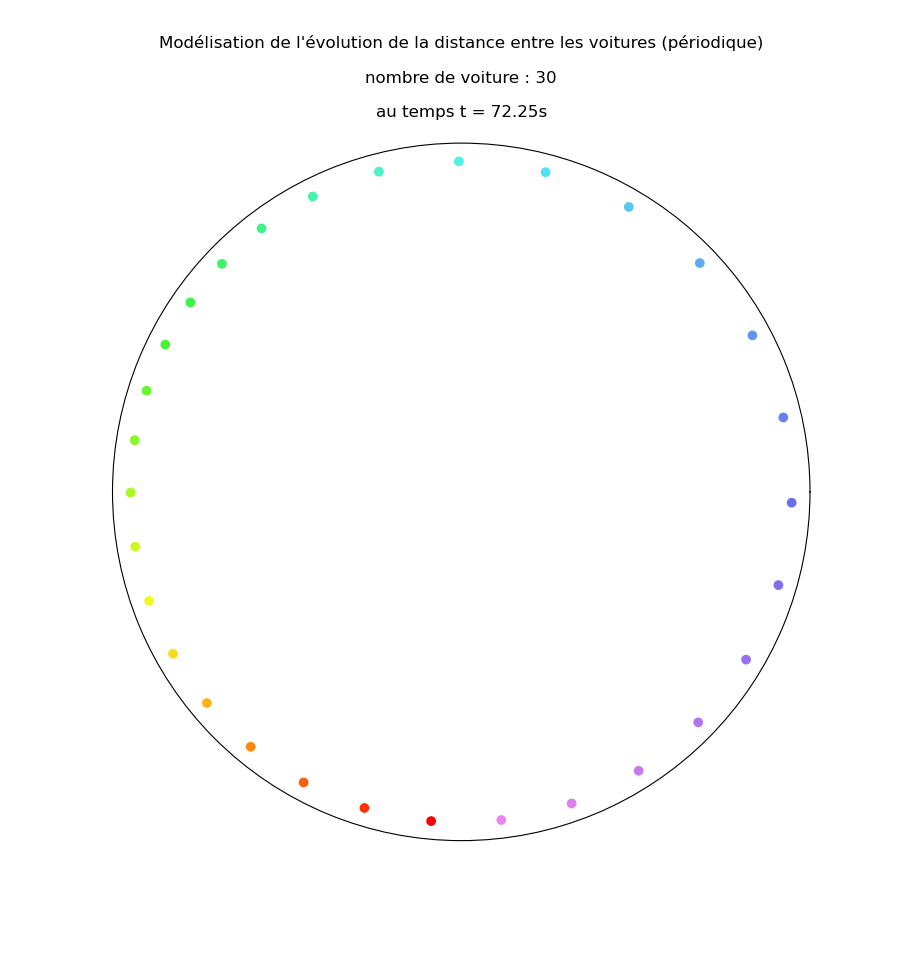 Modélisation de l'évolution de la distance entre les voitures (périodique)
nombre de voiture : 30
au temps t = 72.25s